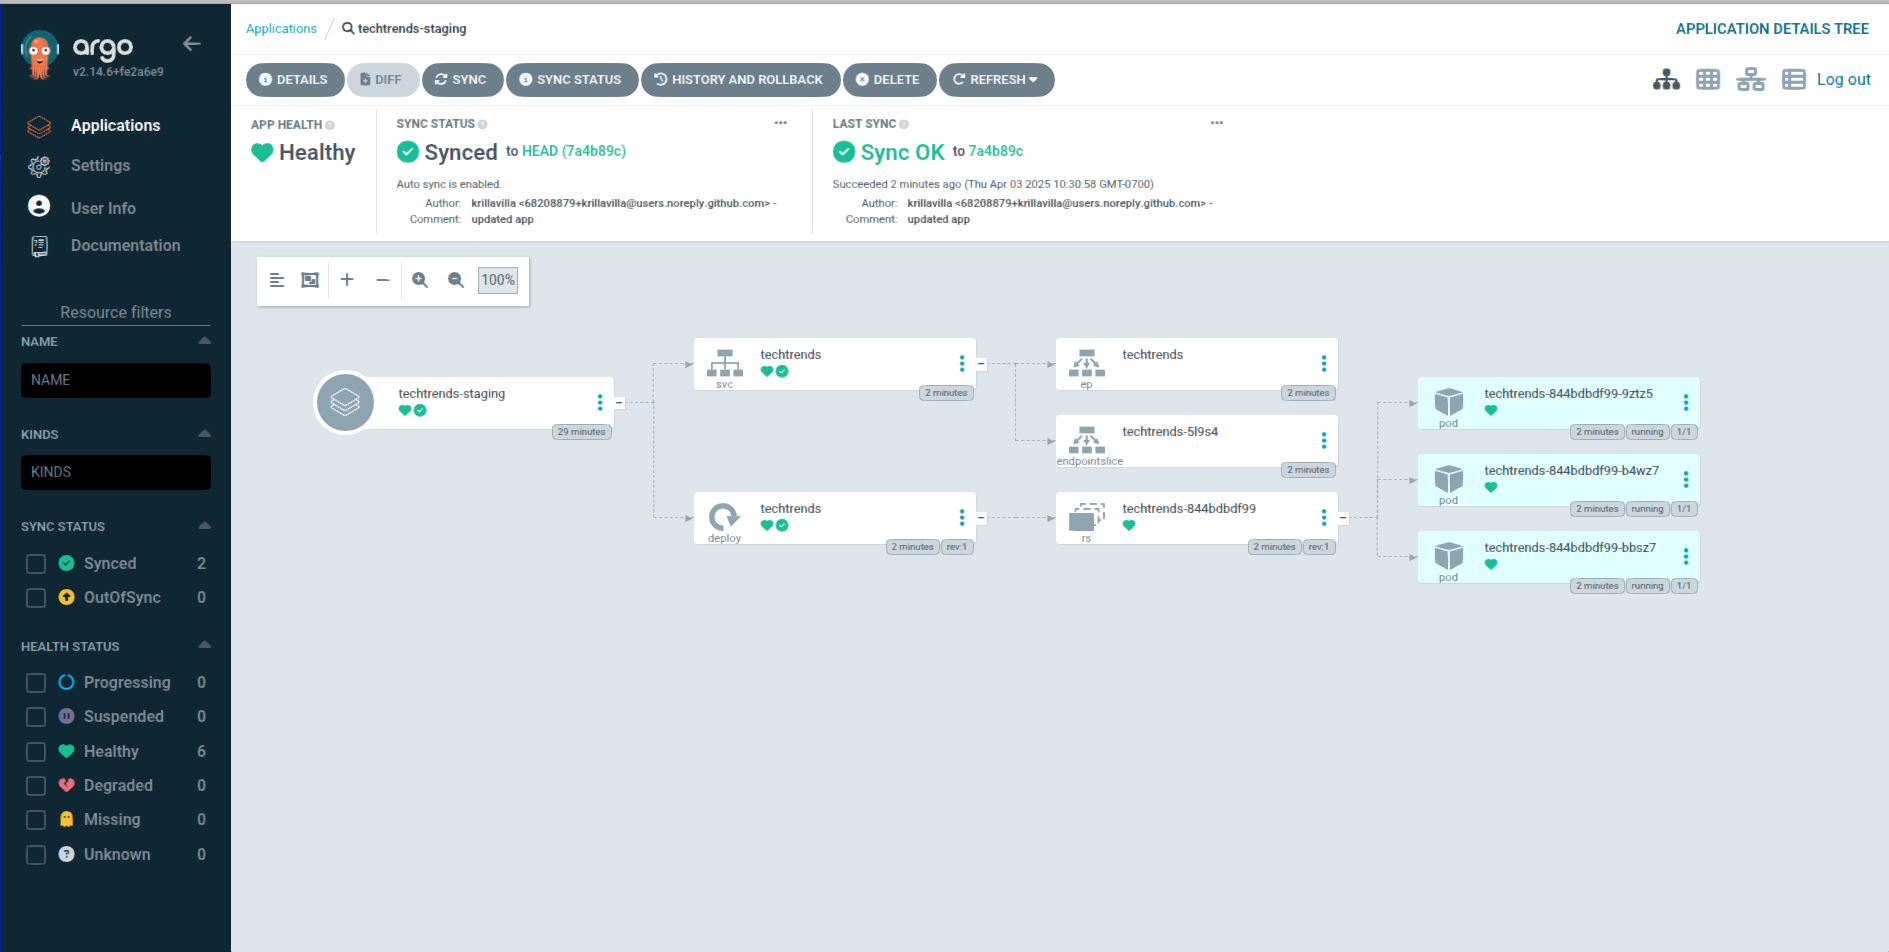 argo
v2.14.6+fe2a6e9
Applications
Settings
User Info
Documentation
Resource filters
NAME
NAME
KINDS
KINDS
SYNC STATUS
Synced 2
OutOfSync 0
HEALTH STATUS
Progressing 0
Suspended 0
Healthy 6
Degraded 0
Missing 0
Unknown 0
Applications / techtrends-staging
APPLICATION DETAILS TREE
DETAILS DIFF SYNC SYNC STATUS HISTORY AND ROLLBACK DELETE REFRESH
Log out
APP HEALTH
Healthy
SYNC STATUS
Synced to HEAD (7a4b89c)
Auto sync is enabled.
Author: krillavilla <68208879+krillavilla@users.noreply.github.com> -
Comment: updated app
LAST SYNC
Sync OK to 7a4b89c
Succeeded 2 minutes ago (Thu Apr 03 2025 10:30:58 GMT-0700)
Author: krillavilla <68208879+krillavilla@users.noreply.github.com> -
Comment: updated app
100%
techtrends-staging
29 minutes
techtrends
svc
2 minutes
techtrends
deploy
2 minutes rev:1
techtrends
ep
2 minutes
techtrends-5l9s4
endpointslice
2 minutes
techtrends-844bdbdf99
rs
2 minutes rev:1
techtrends-844bdbdf99-9ztz5
pod
2 minutes running 1/1
techtrends-844bdbdf99-b4wz7
pod
2 minutes running 1/1
techtrends-844bdbdf99-bbsz7
pod
2 minutes running 1/1